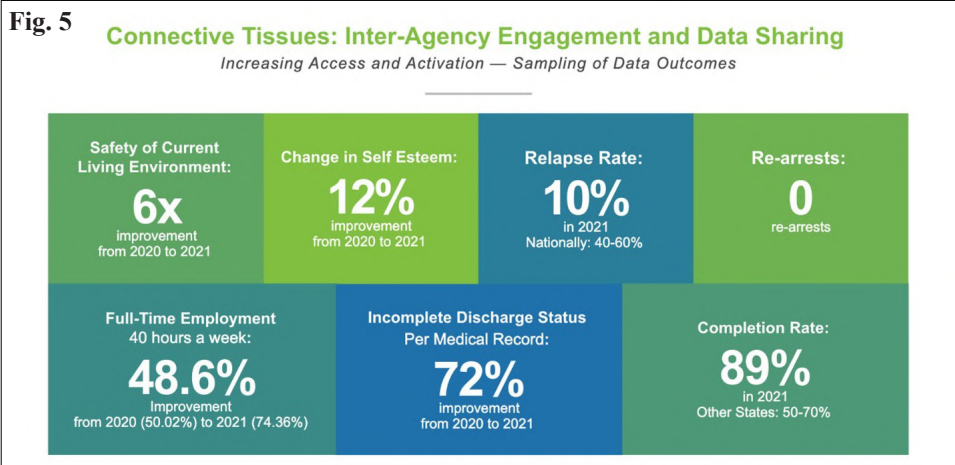 Fig. 5
Connective Tissues: Inter-Agency Engagement and Data Sharing
Increasing Access and Activation — Sampling of Data Outcomes
Safety of Current
Living Environment:
6x
improvement
from 2020 to 2021
Change in Self Esteem:
12%
improvement
from 2020 to 2021
Relapse Rate:
10%
in 2021
Nationally: 40-60%
Re-arrests:
0
re-arrests
Full-Time Employment
40 hours a week:
48.6%
Improvement
from 2020 (50.02%) to 2021 (74.36%)
Incomplete Discharge Status
Per Medical Record:
72%
improvement
from 2020 to 2021
Completion Rate:
89%
in 2021
Other States: 50-70%